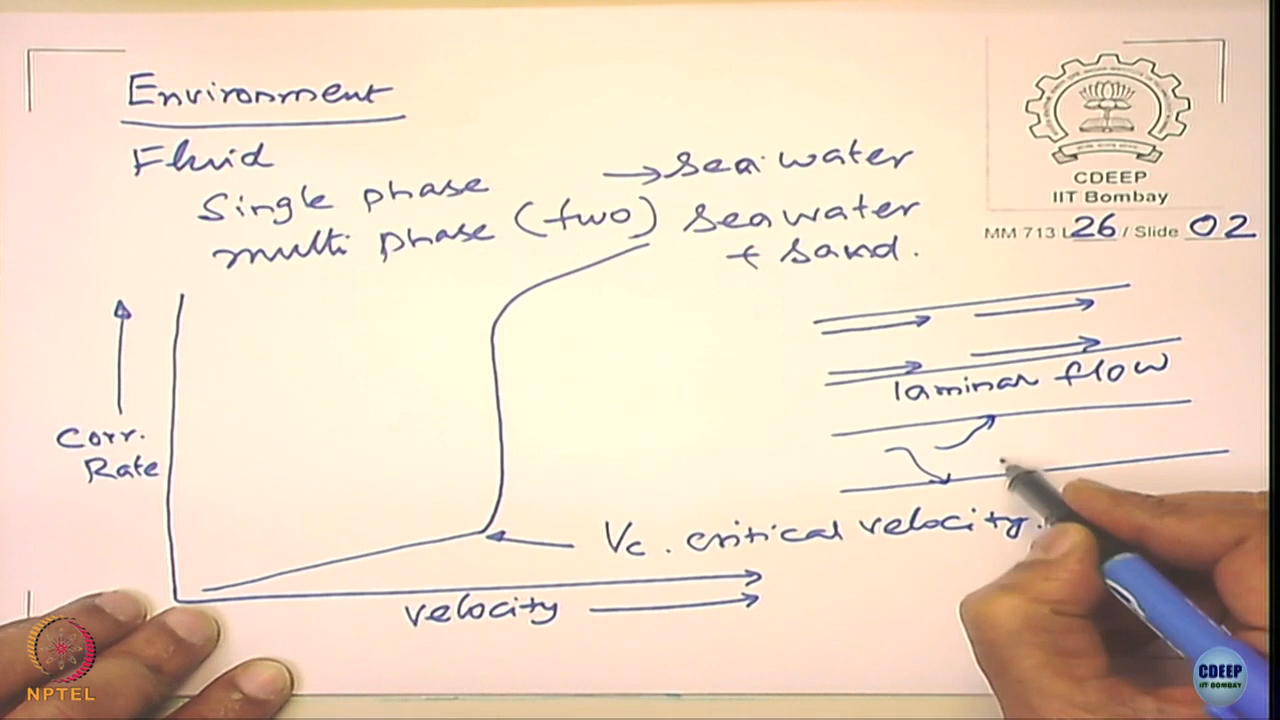 Environment
Fluid
Single phase → sea water
multi phase (two) sea water
+ sand.
CDEEP
IIT Bombay
MM 713 L26 / Slide 02
laminar flow
Corr.
Rate
Vc. critical velocity.
velocity
NPTEL
CDEEP
IIT BOMBAY